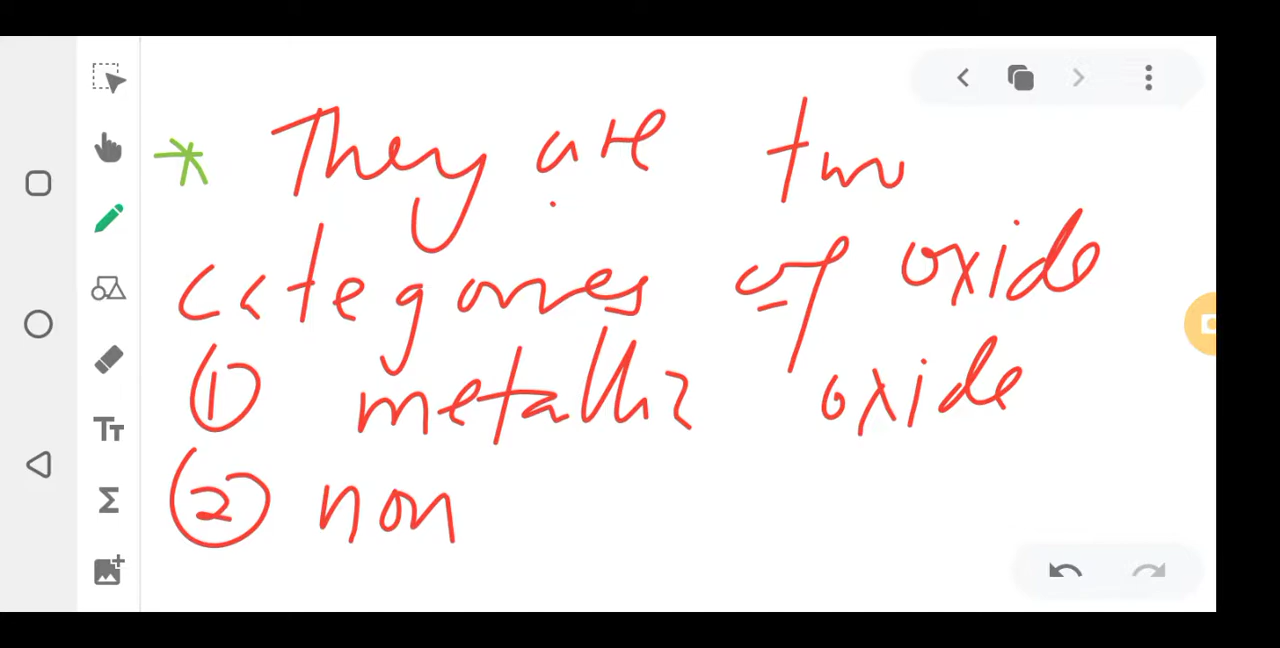 * They are two
categories of oxide
① metallic oxide
② non